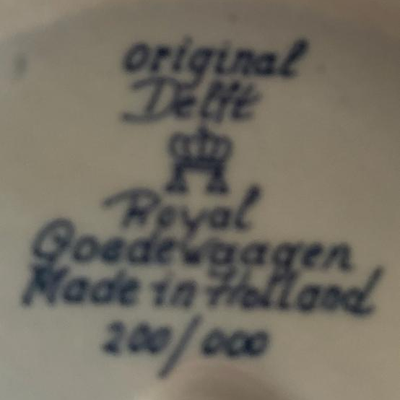 original
Delft
Royal
Goedewaagen
Made in Holland
200/000